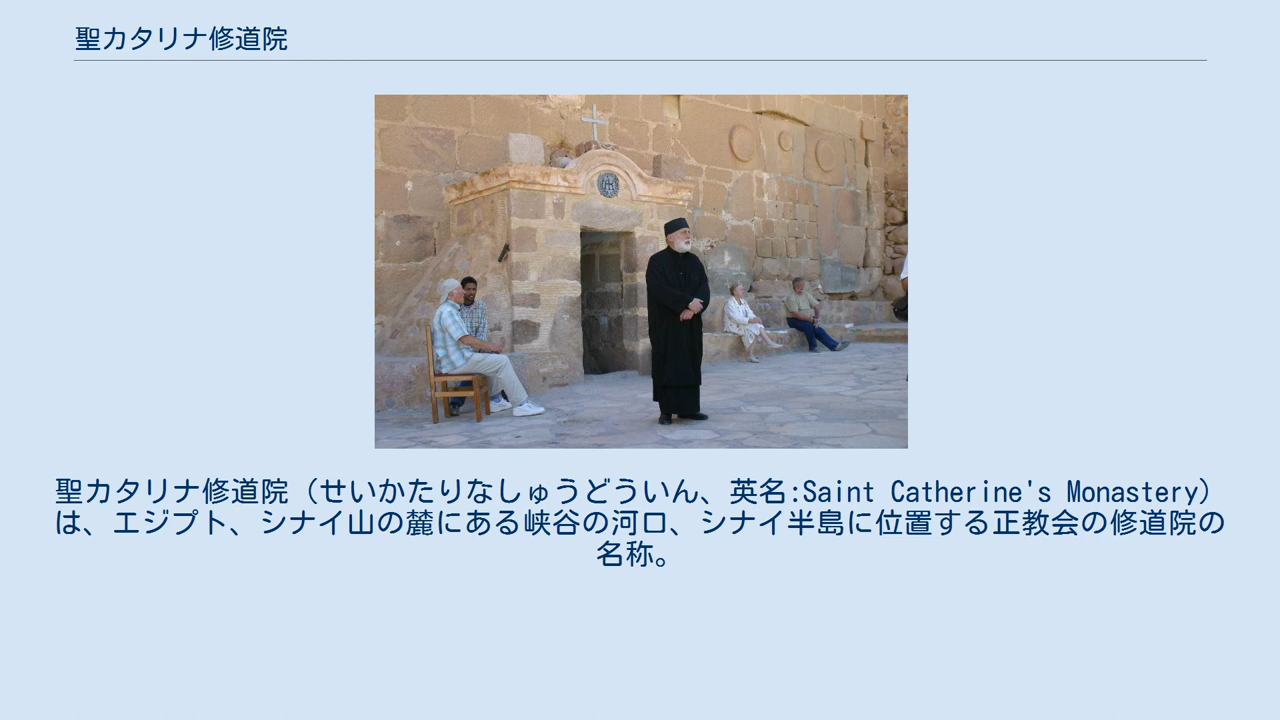 聖カタリナ修道院
聖カタリナ修道院（せいかたりなしゅうどういん、英名:Saint Catherine's Monastery）
は、エジプト、シナイ山の麓にある峡谷の河口、シナイ半島に位置する正教会の修道院の
名称。